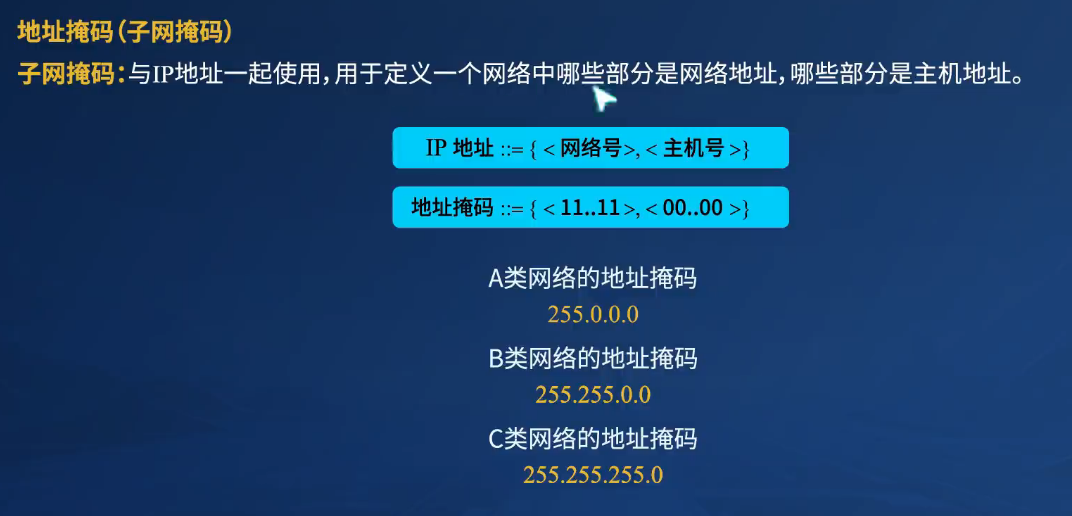 地址掩码(子网掩码)
子网掩码:与IP地址一起使用,用于定义一个网络中哪些部分是网络地址,哪些部分是主机地址。
IP 地址 ::= { < 网络号>, < 主机号 >}
地址掩码 ::= { < 11..11 >, < 00..00 >}
A类网络的地址掩码
255.0.0.0
B类网络的地址掩码
255.255.0.0
C类网络的地址掩码
255.255.255.0